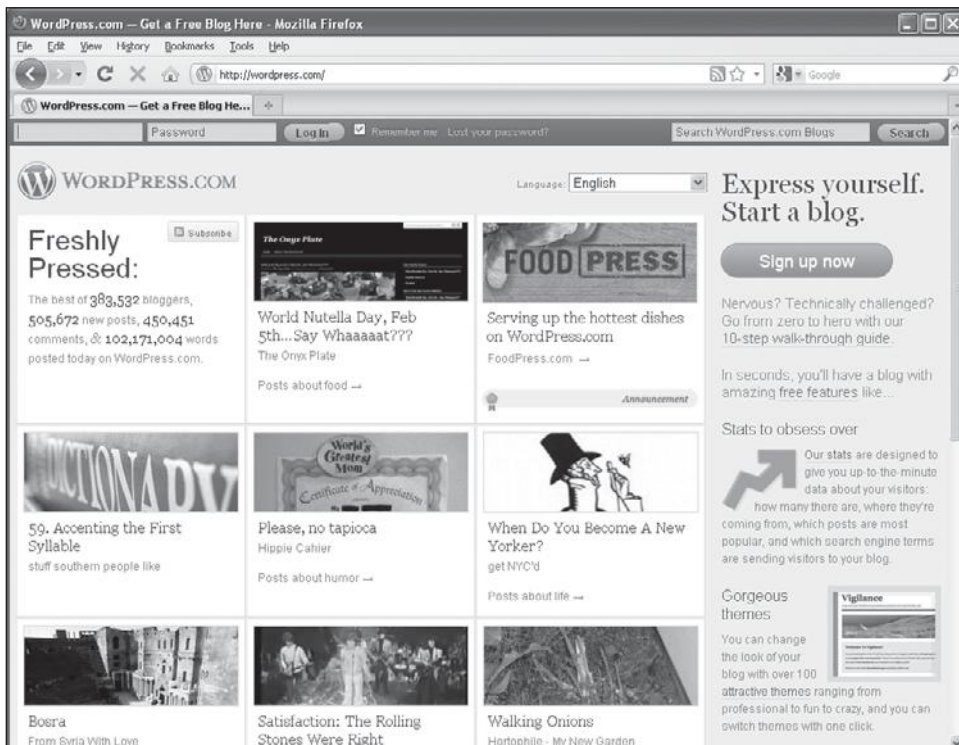 WordPress.com — Get a Free Blog Here - Mozilla Firefox
File Edit View History Bookmarks Tools Help
http://wordpress.com/
Google
WordPress.com — Get a Free Blog He...
Password
Log In
Remember me
Lost your password?
Search WordPress.com Blogs
Search
WORDPRESS.COM
Language: English
Freshly
Pressed:
Subscribe
The best of 383,532 bloggers,
505,672 new posts, 450,451
comments, & 102,171,004 words
posted today on WordPress.com.
The Onyx Plate
World Nutella Day, Feb
5th...Say Whaaaaat???
The Onyx Plate
Posts about food →
FOOD PRESS
Serving up the hottest dishes
on WordPress.com
FoodPress.com →
Announcement
DICTIONARY
59. Accenting the First
Syllable
stuff southern people like
World's
Greatest
Mom
Certificate of Appreciation
Please, no tapioca
Hippie Cahier
Posts about humor →
When Do You Become A New
Yorker?
get NYC'd
Posts about life →
Bosra
From Syria With Love
Satisfaction: The Rolling
Stones Were Right
Walking Onions
Hortophile - My New Garden
Express yourself.
Start a blog.
Sign up now
Nervous? Technically challenged?
Go from zero to hero with our
10-step walk-through guide.
In seconds, you'll have a blog with
amazing free features like...
Stats to obsess over
Our stats are designed to
give you up-to-the-minute
data about your visitors:
how many there are, where they're
coming from, which posts are most
popular, and which search engine terms
are sending visitors to your blog.
Gorgeous
themes
Vigilance
You can change
the look of your
blog with over 100
attractive themes ranging from
professional to fun to crazy, and you can
switch themes with one click.